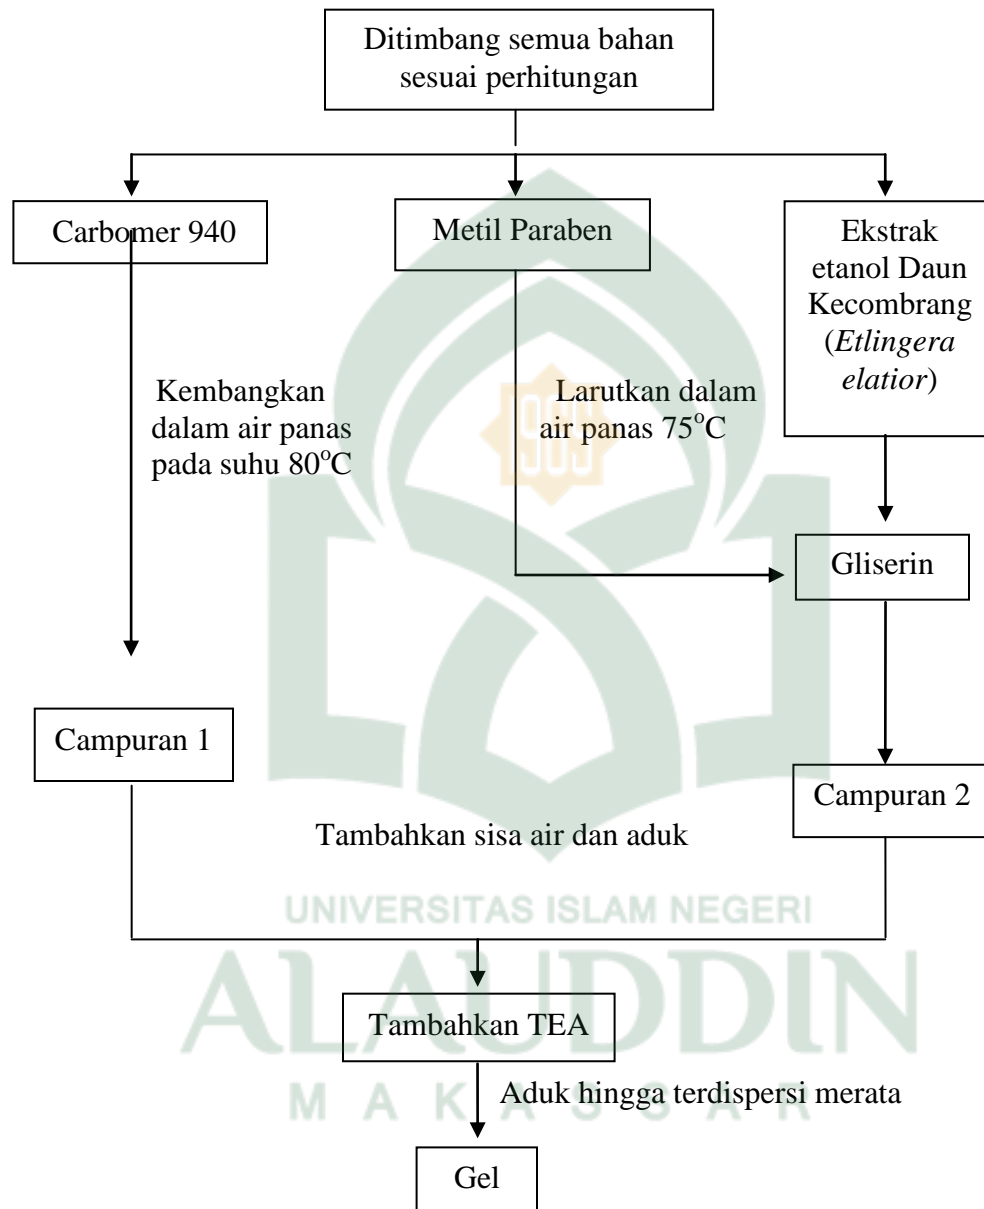 Ditimbang semua bahan
sesuai perhitungan
Carbomer 940
Metil Paraben
Ekstrak
etanol Daun
Kecombrang
(Etlingera
elatior)
Kembangkan
dalam air panas
pada suhu 80°C
Larutkan dalam
air panas 75°C
Gliserin
Campuran 1
Campuran 2
Tambahkan sisa air dan aduk
UNIVERSITAS ISLAM NEGERI
ALAUDDIN
MAKASSAR
Tambahkan TEA
Aduk hingga terdispersi merata
Gel